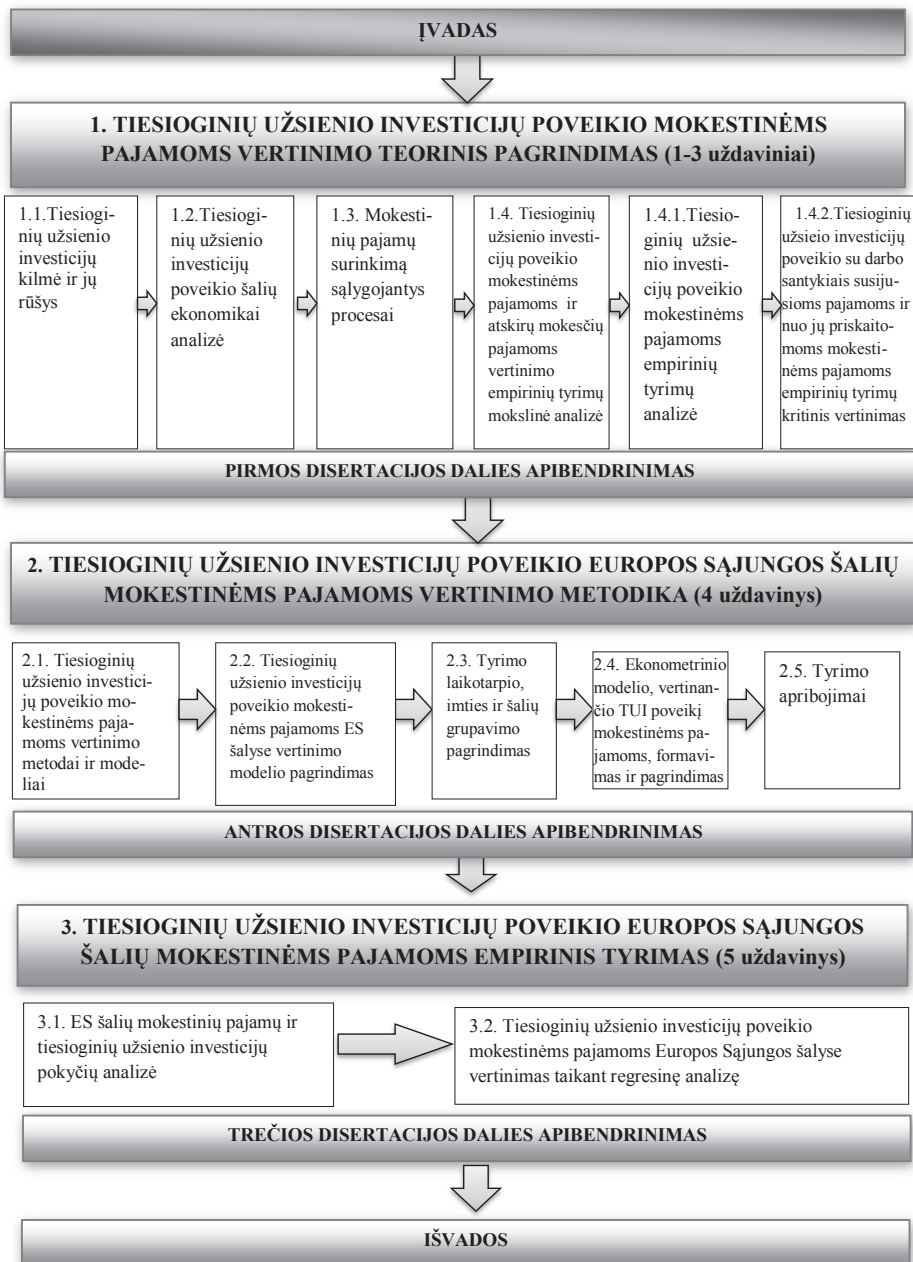 ĮVADAS
1. TIESIOGINIŲ UŽSIENIO INVESTICIJŲ POVEIKIO MOKESTINĖMS
PAJAMOMS VERTINIMO TEORINIS PAGRINDIMAS (1-3 uždaviniai)
1.1.Tiesiogi-
nių užsienio
investicijų
kilmė ir jų
rūšys
1.2.Tiesiogi-
nių užsienio
investicijų
poveikio šalių
ekonomikai
analizė
1.3. Mokesti-
nių pajamų
surinkimą
sąlygojantys
procesai
1.4. Tiesioginių
užsienio investi-
cijų poveikio
mokestinėms
pajamoms ir
atskirų mokesčių
pajamoms
vertinimo
empirinių tyrimų
mokslinė analizė
1.4.1.Tiesio-
ginių užsie-
nio investi-
cijų poveikio
mokestinėms
pajamoms
empirinių
tyrimų
analizė
1.4.2.Tiesioginių
užsieio investicijų
poveikio su darbo
santykiais susiju-
sioms pajamoms ir
nuo jų priskaito-
moms mokesti-
nėms pajamoms
empirinių tyrimų
kritinis vertinimas
PIRMOS DISERTACIJOS DALIES APIBENDRINIMAS
2. TIESIOGINIŲ UŽSIENIO INVESTICIJŲ POVEIKIO EUROPOS SĄJUNGOS ŠALIŲ
MOKESTINĖMS PAJAMOMS VERTINIMO METODIKA (4 uždavinys)
2.1. Tiesioginių
užsienio investici-
jų poveikio mo-
kestinėms paja-
moms vertinimo
metodai ir mode-
liai
2.2. Tiesioginių
užsienio investicijų
poveikio mokesti-
nėms pajamoms ES
šalyse vertinimo
modelio pagrindimas
2.3. Tyrimo
laikotarpio,
imties ir šalių
grupavimo
pagrindimas
2.4. Ekonometrinio
modelio, vertinan-
čio TUI poveikį
mokestinėms pa-
jamoms, formavi-
mas ir pagrindimas
2.5. Tyrimo
apribojimai
ANTROS DISERTACIJOS DALIES APIBENDRINIMAS
3. TIESIOGINIŲ UŽSIENIO INVESTICIJŲ POVEIKIO EUROPOS SĄJUNGOS
ŠALIŲ MOKESTINĖMS PAJAMOMS EMPIRINIS TYRIMAS (5 uždavinys)
3.1. ES šalių mokestinių pajamų ir
tiesioginių užsienio investicijų
pokyčių analizė
3.2. Tiesioginių užsienio investicijų poveikio
mokestinėms pajamoms Europos Sąjungos šalyse
vertinimas taikant regresinę analizę
TREČIOS DISERTACIJOS DALIES APIBENDRINIMAS
IŠVADOS